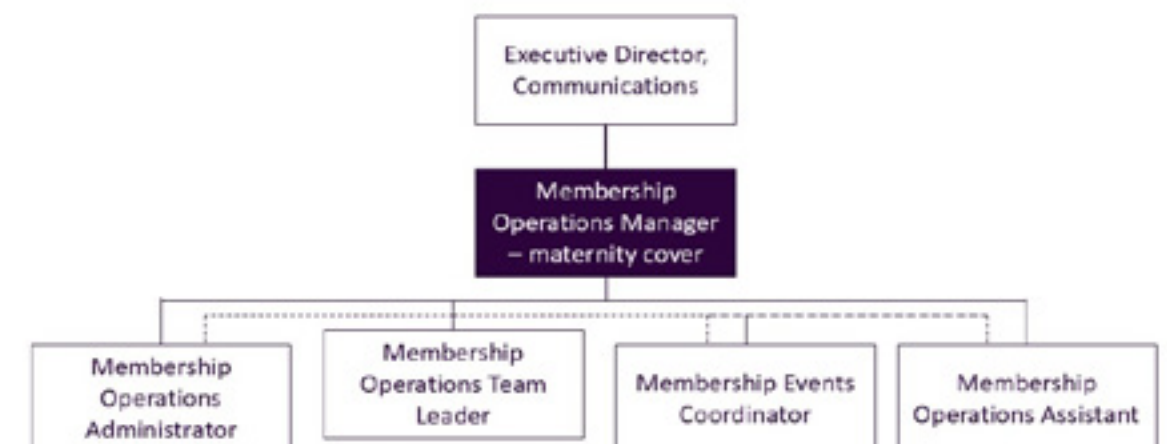 Executive Director,
Communications
Membership
Operations Manager
– maternity cover
Membership
Operations
Administrator
Membership
Operations Team
Leader
Membership Events
Coordinator
Membership
Operations Assistant